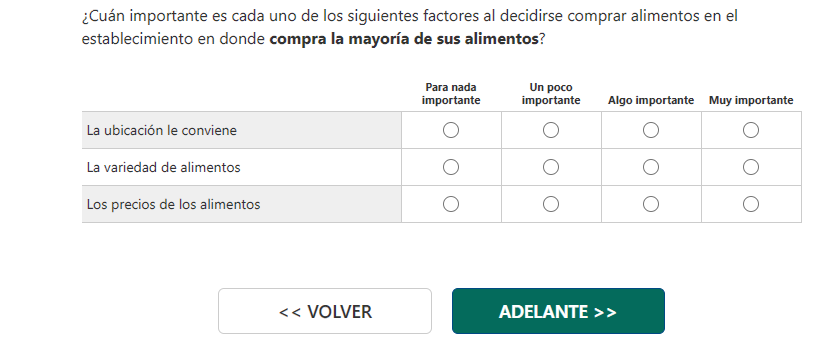 ¿Cuán importante es cada uno de los siguientes factores al decidirse comprar alimentos en el
establecimiento en donde compra la mayoría de sus alimentos?
Para nada importante Un poco importante Algo importante Muy importante
La ubicación le conviene
La variedad de alimentos
Los precios de los alimentos
<< VOLVER ADELANTE >>